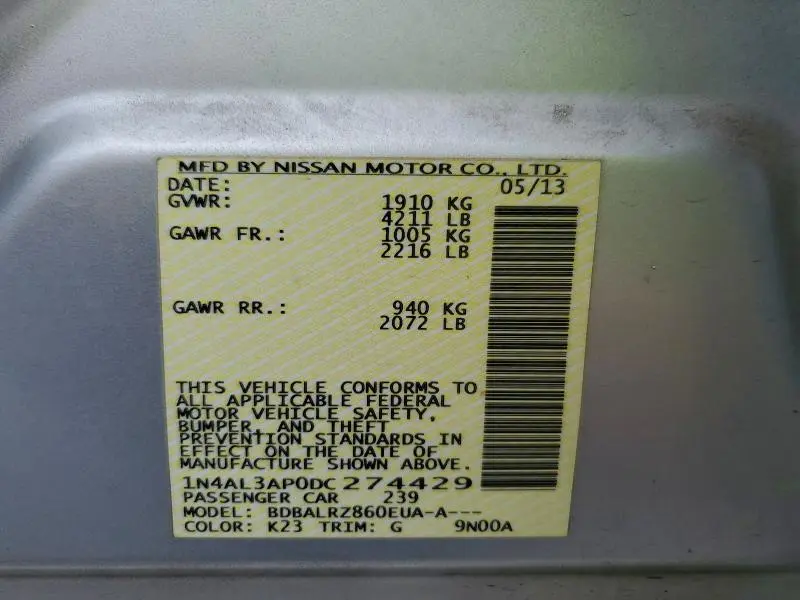 MFD BY NISSAN MOTOR CO., LTD.
DATE: 05/13
GVWR: 1910 KG
4211 LB
GAWR FR.: 1005 KG
2216 LB
GAWR RR.: 940 KG
2072 LB
THIS VEHICLE CONFORMS TO
ALL APPLICABLE FEDERAL
MOTOR VEHICLE SAFETY,
BUMPER, AND THEFT
PREVENTION STANDARDS IN
EFFECT ON THE DATE OF
MANUFACTURE SHOWN ABOVE.
1N4AL3AP0DC274429
PASSENGER CAR 239
MODEL: BDBALRZ860EUA-A---
COLOR: K23 TRIM: G 9N00A